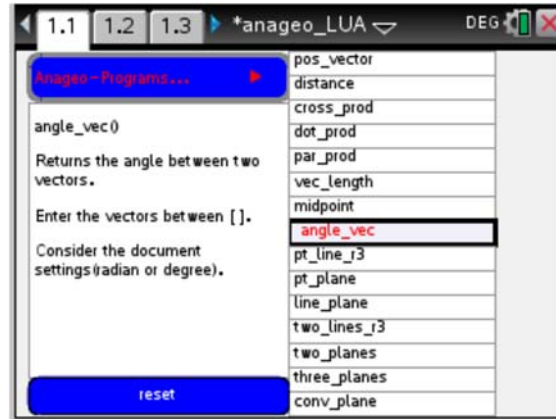 1.1 1.2 1.3 *anageo_LUA DEG
Anageo-Programs...
angle_vec()
Returns the angle between two
vectors.
Enter the vectors between [].
Consider the document
settings(radian or degree).
reset
pos_vector
distance
cross_prod
dot_prod
par_prod
vec_length
midpoint
angle_vec
pt_line_r3
pt_plane
line_plane
two_lines_r3
two_planes
three_planes
conv_plane